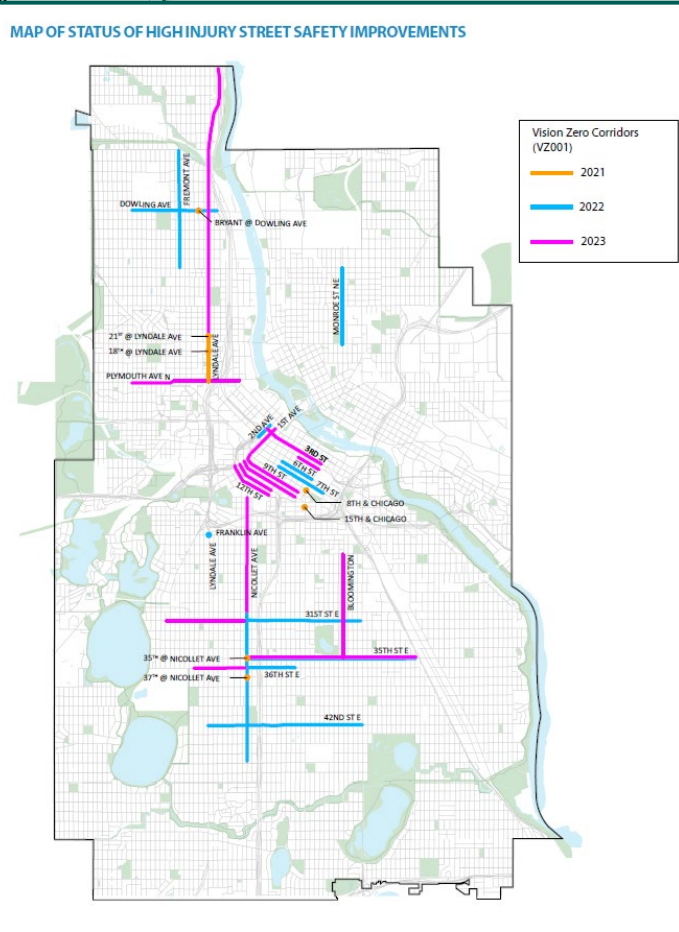 MAP OF STATUS OF HIGH INJURY STREET SAFETY IMPROVEMENTS
Vision Zero Corridors
(VZ001)
2021
2022
2023
FREMONT AVE
DOWLING AVE
BRYANT @ DOWLING AVE
MONROE ST NE
21ST @ LYNDALE AVE
18TH @ LYNDALE AVE
LYNDALE AVE
PLYMOUTH AVE N
2ND AVE
1ST AVE
3RD ST
6TH ST
9TH ST
7TH ST
12TH ST
8TH & CHICAGO
15TH & CHICAGO
FRANKLIN AVE
LYNDALE AVE
NICOLLET AVE
BLOOMINGTON
31ST ST E
35TH @ NICOLLET AVE
35TH ST E
36TH ST E
37TH @ NICOLLET AVE
42ND ST E